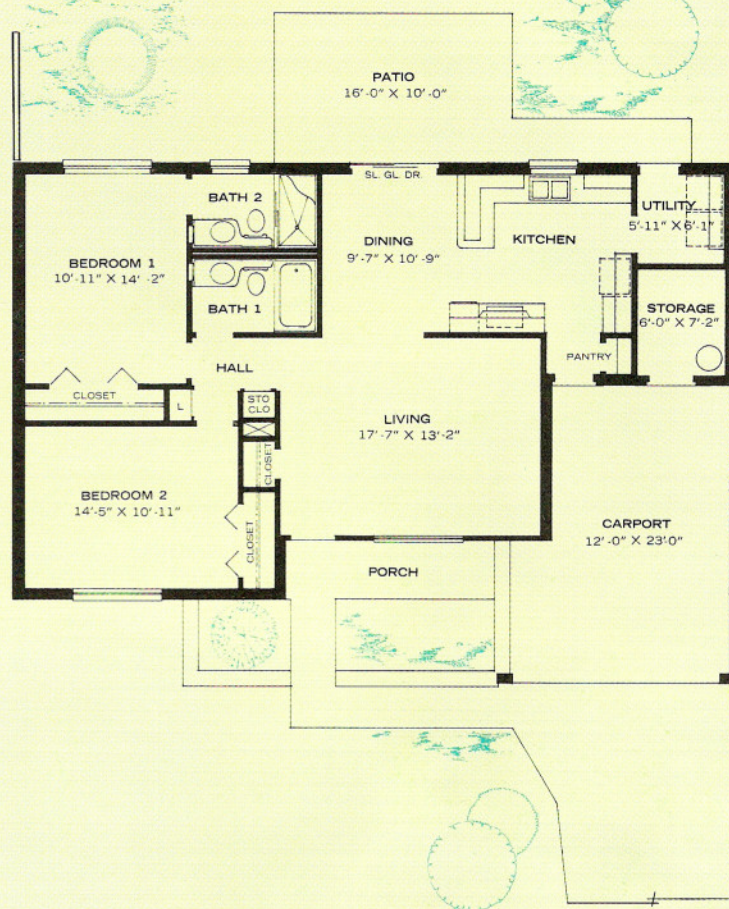 PATIO
16'-0" X 10'-0"
SL. GL. DR.
BATH 2
UTILITY
5'-11" X 6'-1"
DINING
9'-7" X 10'-9"
KITCHEN
BEDROOM 1
10'-11" X 14'-2"
BATH 1
STORAGE
6'-0" X 7'-2"
PANTRY
HALL
CLOSET
L
STO
CLO
LIVING
17'-7" X 13'-2"
CLOSET
BEDROOM 2
14'-5" X 10'-11"
CLOSET
CARPORT
12'-0" X 23'0"
PORCH